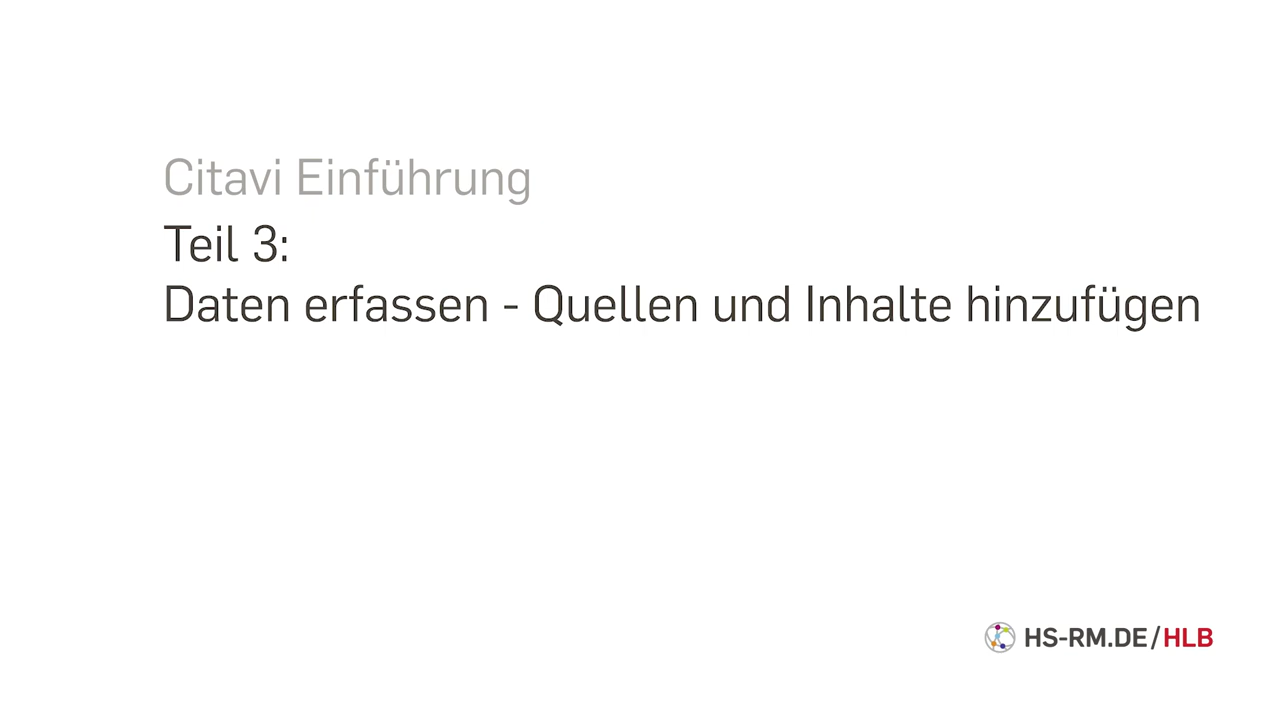 Citavi Einführung
Teil 3:
Daten erfassen - Quellen und Inhalte hinzufügen
HS-RM.DE/HLB